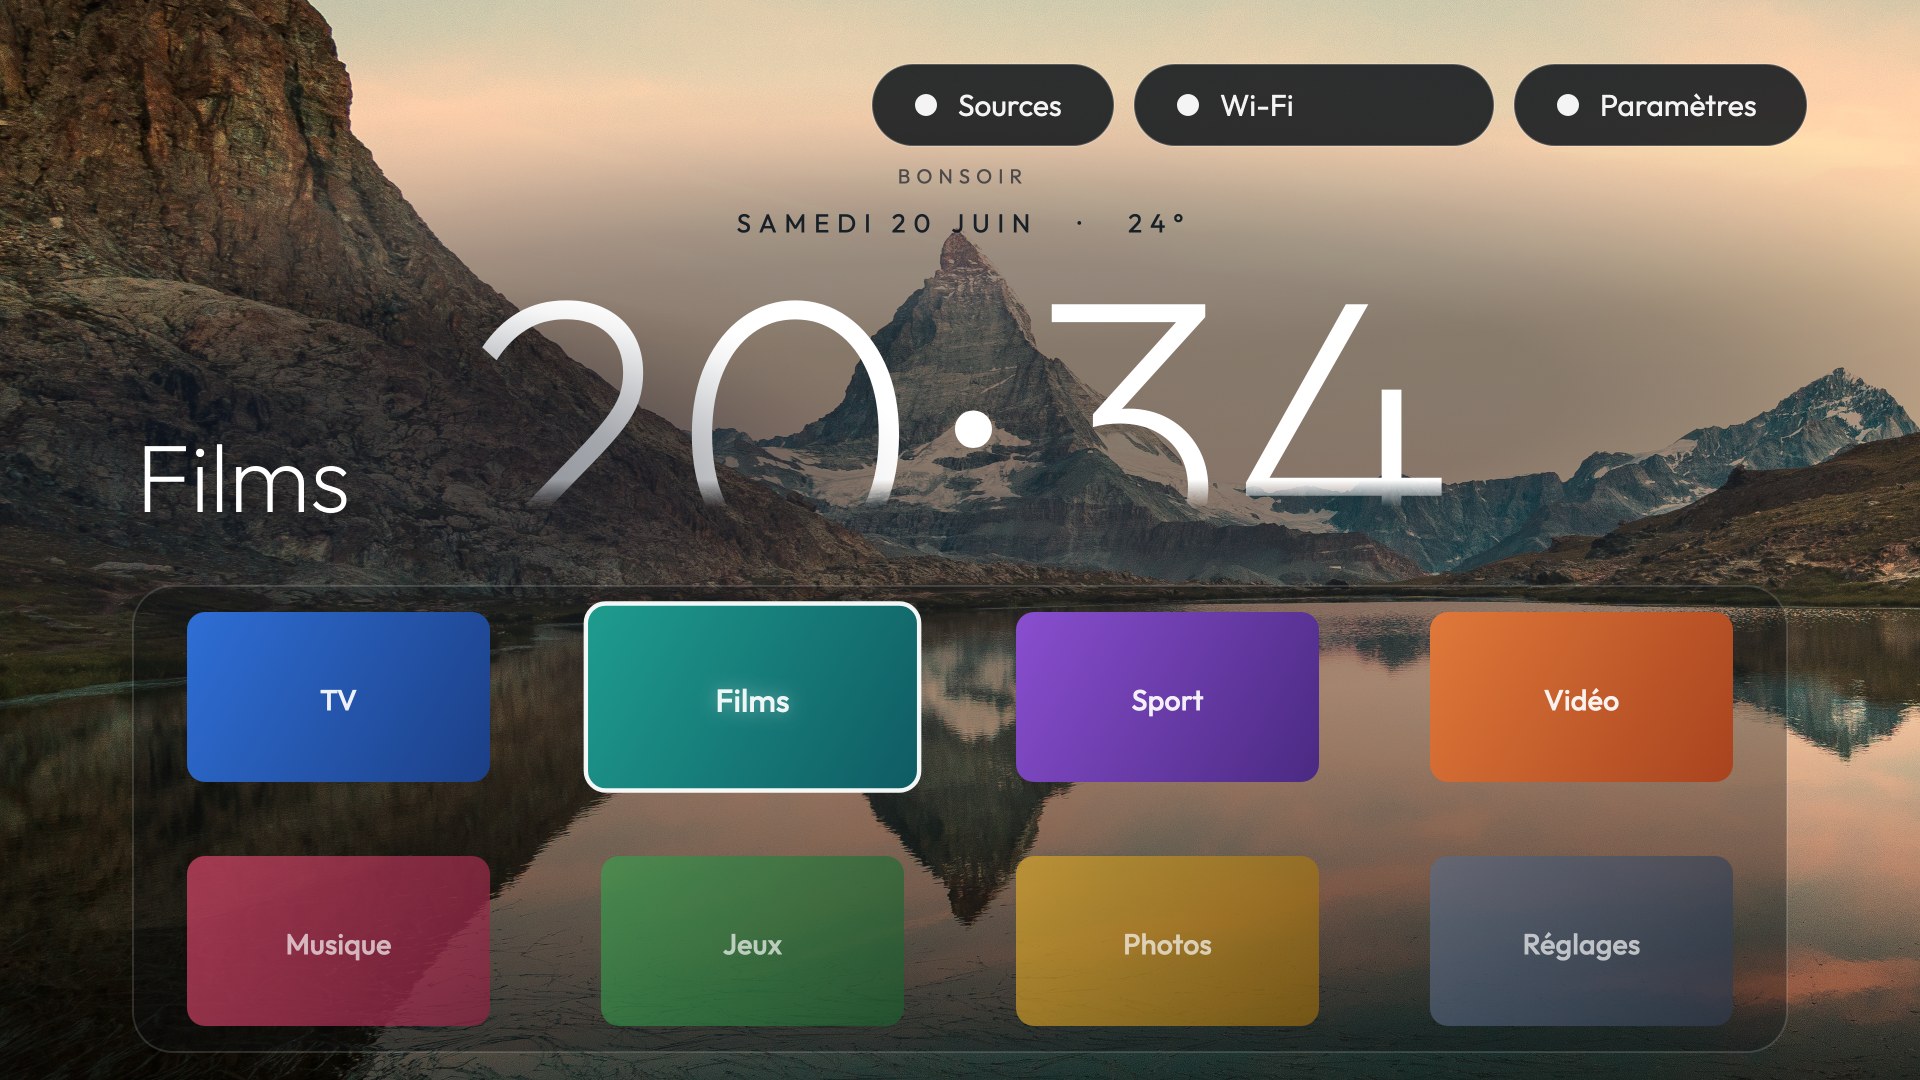 Sources
Wi-Fi
Paramètres
BONSOIR
SAMEDI 20 JUIN · 24°
20·34
Films
TV
Films
Sport
Vidéo
Musique
Jeux
Photos
Réglages